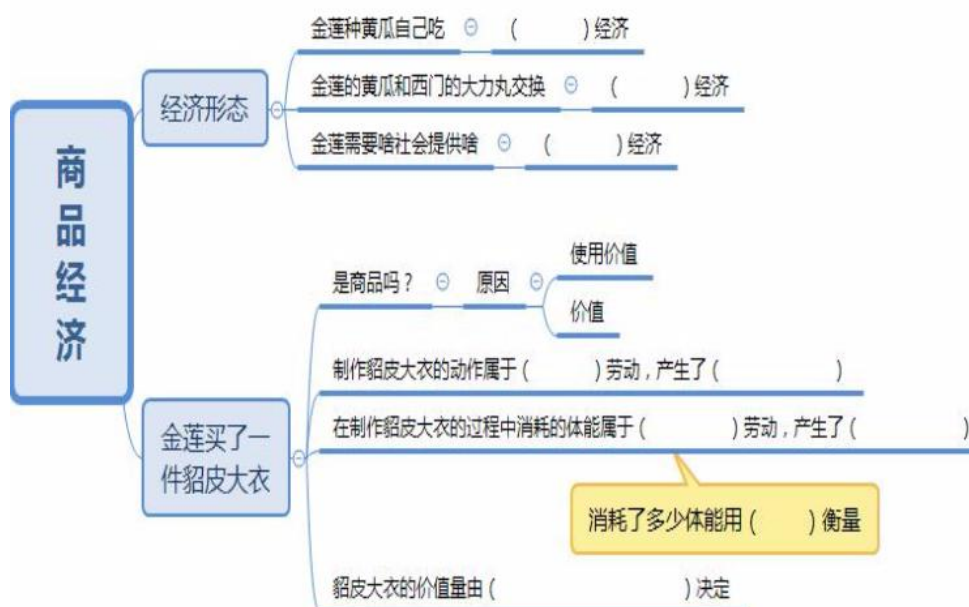 商品经济
经济形态
金莲种黄瓜自己吃 ( )经济
金莲的黄瓜和西门的大力丸交换 ( )经济
金莲需要啥社会提供啥 ( )经济
金莲买了一
件貂皮大衣
是商品吗? 原因
使用价值
价值
制作貂皮大衣的动作属于( )劳动,产生了( )
在制作貂皮大衣的过程中消耗的体能属于( )劳动,产生了( )
消耗了多少体能用( )衡量
貂皮大衣的价值量由( )决定